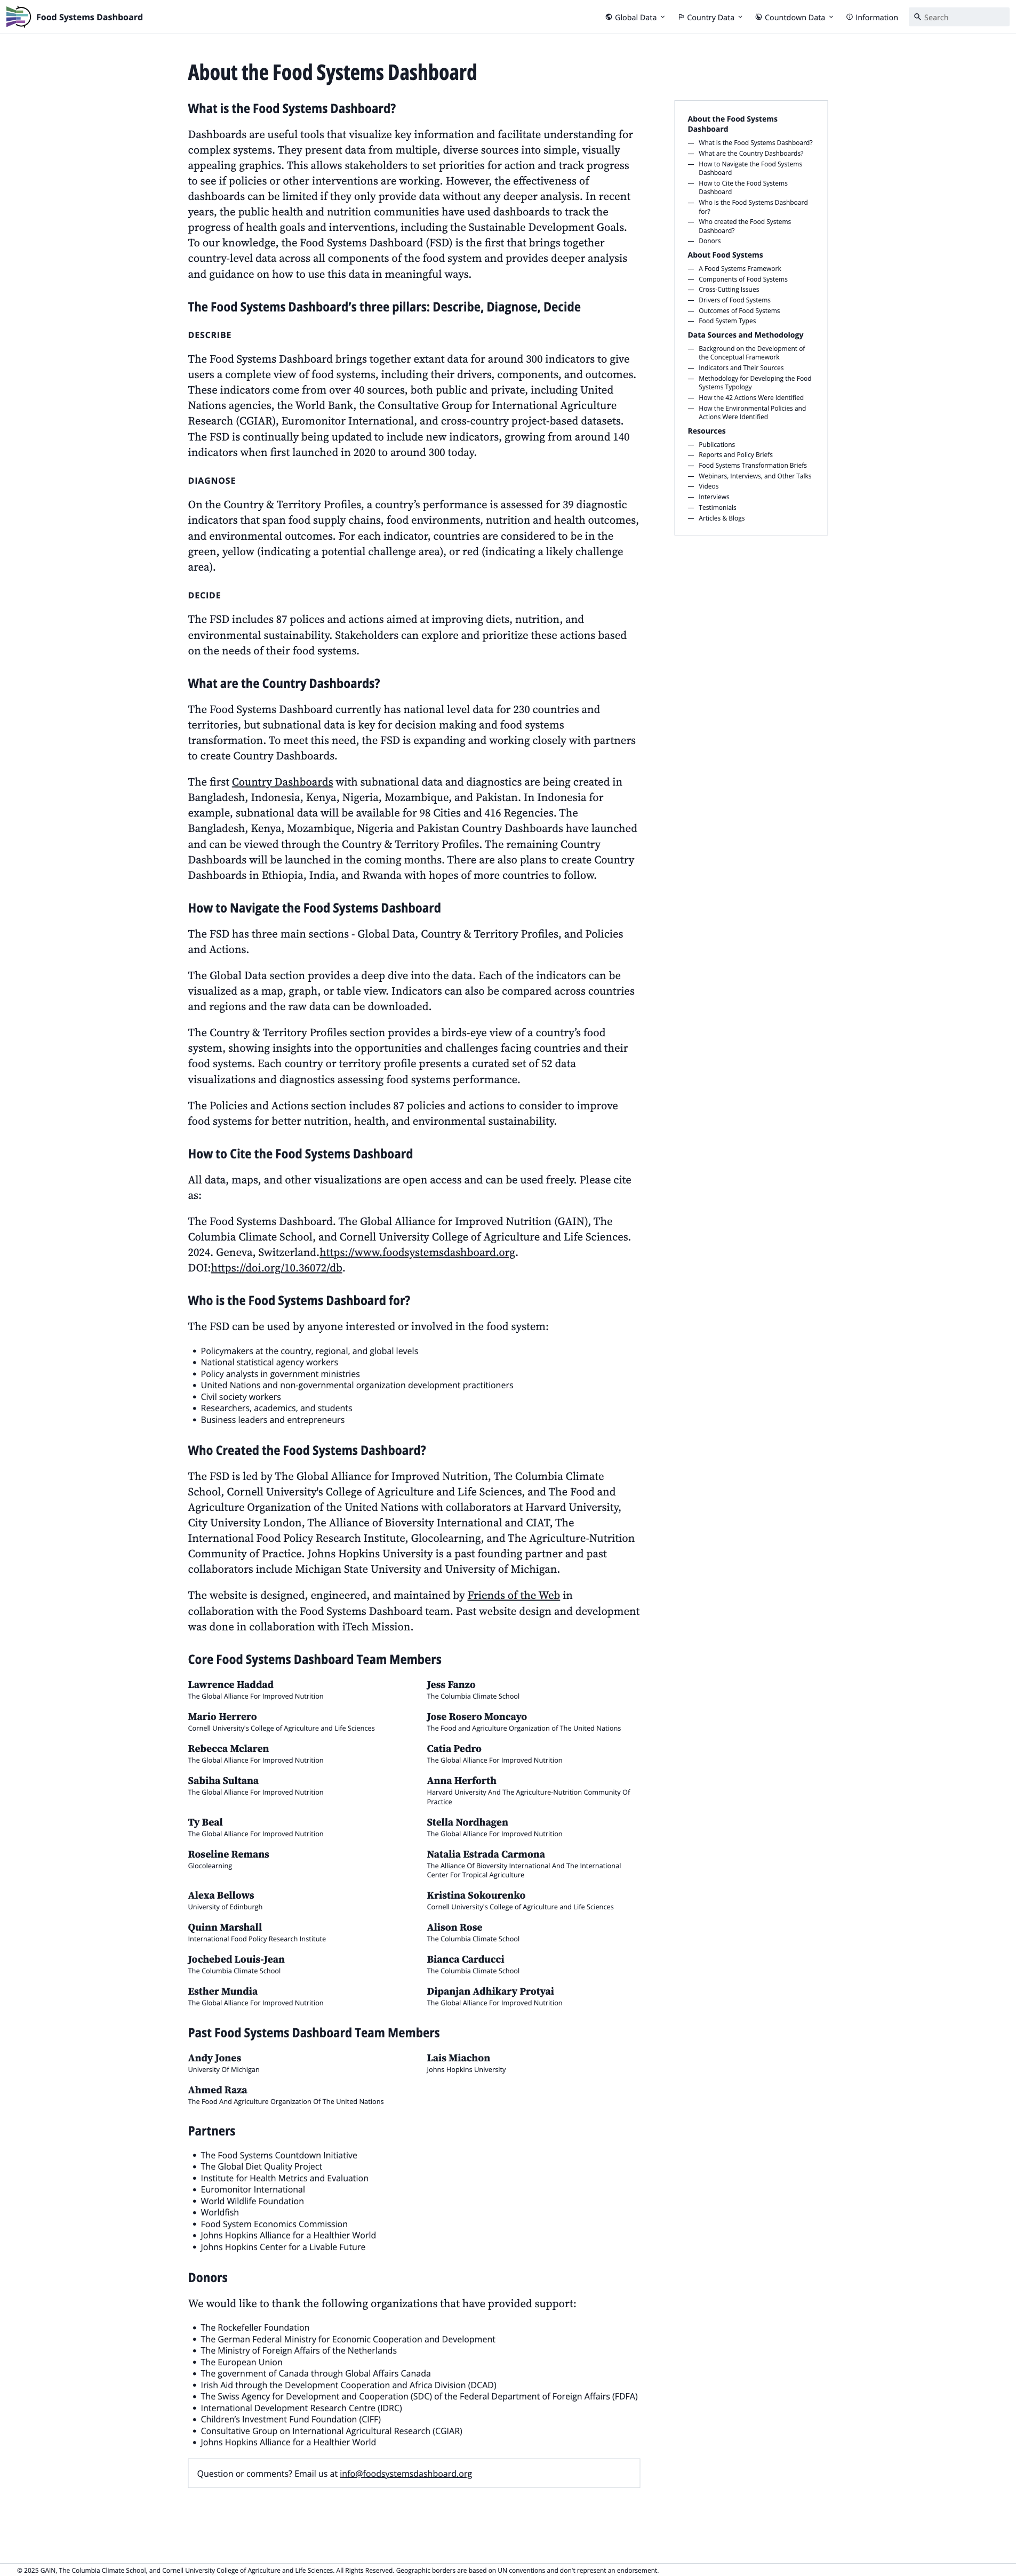 Food Systems Dashboard
Global Data
Country Data
Countdown Data
Information
Search
About the Food Systems Dashboard
What is the Food Systems Dashboard?
Dashboards are useful tools that visualize key information and facilitate understanding for
complex systems. They present data from multiple, diverse sources into simple, visually
appealing graphics. This allows stakeholders to set priorities for action and track progress
to see if policies or other interventions are working. However, the effectiveness of
dashboards can be limited if they only provide data without any deeper analysis. In recent
years, the public health and nutrition communities have used dashboards to track the
progress of health goals and interventions, including the Sustainable Development Goals.
To our knowledge, the Food Systems Dashboard (FSD) is the first that brings together
country-level data across all components of the food system and provides deeper analysis
and guidance on how to use this data in meaningful ways.
The Food Systems Dashboard's three pillars: Describe, Diagnose, Decide
DESCRIBE
The Food Systems Dashboard brings together extant data for around 300 indicators to give
users a complete view of food systems, including their drivers, components, and outcomes.
These indicators come from over 40 sources, both public and private, including United
Nations agencies, the World Bank, the Consultative Group for International Agriculture
Research (CGIAR), Euromonitor International, and cross-country project-based datasets.
The FSD is continually being updated to include new indicators, growing from around 140
indicators when first launched in 2020 to around 300 today.
DIAGNOSE
On the Country & Territory Profiles, a country's performance is assessed for 39 diagnostic
indicators that span food supply chains, food environments, nutrition and health outcomes,
and environmental outcomes. For each indicator, countries are considered to be in the
green, yellow (indicating a potential challenge area), or red (indicating a likely challenge
area).
DECIDE
The FSD includes 87 polices and actions aimed at improving diets, nutrition, and
environmental sustainability. Stakeholders can explore and prioritize these actions based
on the needs of their food systems.
What are the Country Dashboards?
The Food Systems Dashboard currently has national level data for 230 countries and
territories, but subnational data is key for decision making and food systems
transformation. To meet this need, the FSD is expanding and working closely with partners
to create Country Dashboards.
The first Country Dashboards with subnational data and diagnostics are being created in
Bangladesh, Indonesia, Kenya, Nigeria, Mozambique, and Pakistan. In Indonesia for
example, subnational data will be available for 98 Cities and 416 Regencies. The
Bangladesh, Kenya, Mozambique, Nigeria and Pakistan Country Dashboards have launched
and can be viewed through the Country & Territory Profiles. The remaining Country
Dashboards will be launched in the coming months. There are also plans to create Country
Dashboards in Ethiopia, India, and Rwanda with hopes of more countries to follow.
How to Navigate the Food Systems Dashboard
The FSD has three main sections - Global Data, Country & Territory Profiles, and Policies
and Actions.
The Global Data section provides a deep dive into the data. Each of the indicators can be
visualized as a map, graph, or table view. Indicators can also be compared across countries
and regions and the raw data can be downloaded.
The Country & Territory Profiles section provides a birds-eye view of a country's food
system, showing insights into the opportunities and challenges facing countries and their
food systems. Each country or territory profile presents a curated set of 52 data
visualizations and diagnostics assessing food systems performance.
The Policies and Actions section includes 87 policies and actions to consider to improve
food systems for better nutrition, health, and environmental sustainability.
How to Cite the Food Systems Dashboard
All data, maps, and other visualizations are open access and can be used freely. Please cite
as:
The Food Systems Dashboard. The Global Alliance for Improved Nutrition (GAIN), The
Columbia Climate School, and Cornell University College of Agriculture and Life Sciences.
2024. Geneva, Switzerland.https://www.foodsystemsdashboard.org.
DOI:https://doi.org/10.36072/db.
Who is the Food Systems Dashboard for?
The FSD can be used by anyone interested or involved in the food system:
• Policymakers at the country, regional, and global levels
• National statistical agency workers
• Policy analysts in government ministries
• United Nations and non-governmental organization development practitioners
• Civil society workers
• Researchers, academics, and students
• Business leaders and entrepreneurs
Who Created the Food Systems Dashboard?
The FSD is led by The Global Alliance for Improved Nutrition, The Columbia Climate
School, Cornell University's College of Agriculture and Life Sciences, and The Food and
Agriculture Organization of the United Nations with collaborators at Harvard University,
City University London, The Alliance of Bioversity International and CIAT, The
International Food Policy Research Institute, Glocolearning, and The Agriculture-Nutrition
Community of Practice. Johns Hopkins University is a past founding partner and past
collaborators include Michigan State University and University of Michigan.
The website is designed, engineered, and maintained by Friends of the Web in
collaboration with the Food Systems Dashboard team. Past website design and development
was done in collaboration with iTech Mission.
Core Food Systems Dashboard Team Members
Lawrence Haddad
The Global Alliance For Improved Nutrition
Jess Fanzo
The Columbia Climate School
Mario Herrero
Cornell University's College of Agriculture and Life Sciences
Jose Rosero Moncayo
The Food and Agriculture Organization of The United Nations
Rebecca Mclaren
The Global Alliance For Improved Nutrition
Catia Pedro
The Global Alliance For Improved Nutrition
Sabiha Sultana
The Global Alliance For Improved Nutrition
Anna Herforth
Harvard University And The Agriculture-Nutrition Community Of
Practice
Ty Beal
The Global Alliance For Improved Nutrition
Stella Nordhagen
The Global Alliance For Improved Nutrition
Roseline Remans
Glocolearning
Natalia Estrada Carmona
The Alliance Of Bioversity International And The International
Center For Tropical Agriculture
Alexa Bellows
University of Edinburgh
Kristina Sokourenko
Cornell University's College of Agriculture and Life Sciences
Quinn Marshall
International Food Policy Research Institute
Alison Rose
The Columbia Climate School
Jochebed Louis-Jean
The Columbia Climate School
Bianca Carducci
The Columbia Climate School
Esther Mundia
The Global Alliance For Improved Nutrition
Dipanjan Adhikary Protyai
The Global Alliance For Improved Nutrition
Past Food Systems Dashboard Team Members
Andy Jones
University Of Michigan
Lais Miachon
Johns Hopkins University
Ahmed Raza
The Food And Agriculture Organization Of The United Nations
Partners
• The Food Systems Countdown Initiative
• The Global Diet Quality Project
• Institute for Health Metrics and Evaluation
• Euromonitor International
• World Wildlife Foundation
• Worldfish
• Food System Economics Commission
• Johns Hopkins Alliance for a Healthier World
• Johns Hopkins Center for a Livable Future
Donors
We would like to thank the following organizations that have provided support:
• The Rockefeller Foundation
• The German Federal Ministry for Economic Cooperation and Development
• The Ministry of Foreign Affairs of the Netherlands
• The European Union
• The government of Canada through Global Affairs Canada
• Irish Aid through the Development Cooperation and Africa Division (DCAD)
• The Swiss Agency for Development and Cooperation (SDC) of the Federal Department of Foreign Affairs (FDFA)
• International Development Research Centre (IDRC)
• Children's Investment Fund Foundation (CIFF)
• Consultative Group on International Agricultural Research (CGIAR)
• Johns Hopkins Alliance for a Healthier World
Question or comments? Email us at info@foodsystemsdashboard.org
About the Food Systems
Dashboard
— What is the Food Systems Dashboard?
— What are the Country Dashboards?
— How to Navigate the Food Systems
Dashboard
— How to Cite the Food Systems
Dashboard
— Who is the Food Systems Dashboard
for?
— Who created the Food Systems
Dashboard?
— Donors
About Food Systems
— A Food Systems Framework
— Components of Food Systems
— Cross-Cutting Issues
— Drivers of Food Systems
— Outcomes of Food Systems
— Food System Types
Data Sources and Methodology
— Background on the Development of
the Conceptual Framework
— Indicators and Their Sources
— Methodology for Developing the Food
Systems Typology
— How the 42 Actions Were Identified
— How the Environmental Policies and
Actions Were Identified
Resources
— Publications
— Reports and Policy Briefs
— Food Systems Transformation Briefs
— Webinars, Interviews, and Other Talks
— Videos
— Interviews
— Testimonials
— Articles & Blogs
© 2025 GAIN, The Columbia Climate School, and Cornell University College of Agriculture and Life Sciences. All Rights Reserved. Geographic borders are based on UN conventions and don't represent an endorsement.